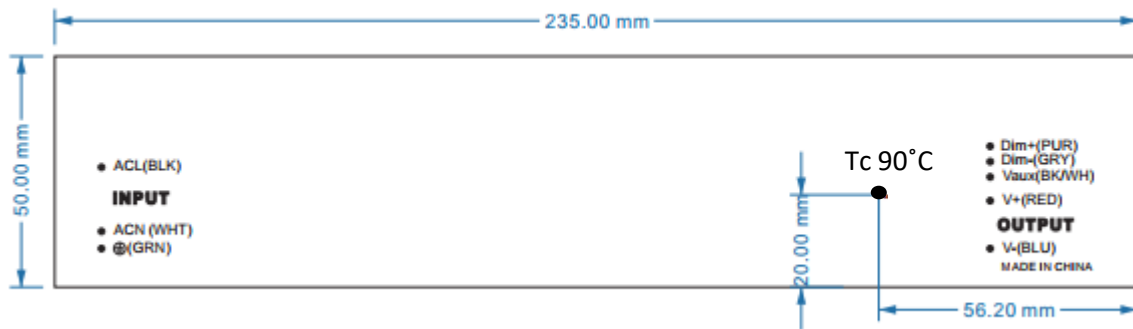 235.00 mm
50.00 mm
ACL(BLK)
INPUT
ACN (WHT)
⊕(GRN)
Tc 90˚C
20.00 mm
Dim+(PUR)
Dim-(GRY)
Vaux(BK/WH)
V+(RED)
OUTPUT
V-(BLU)
MADE IN CHINA
56.20 mm